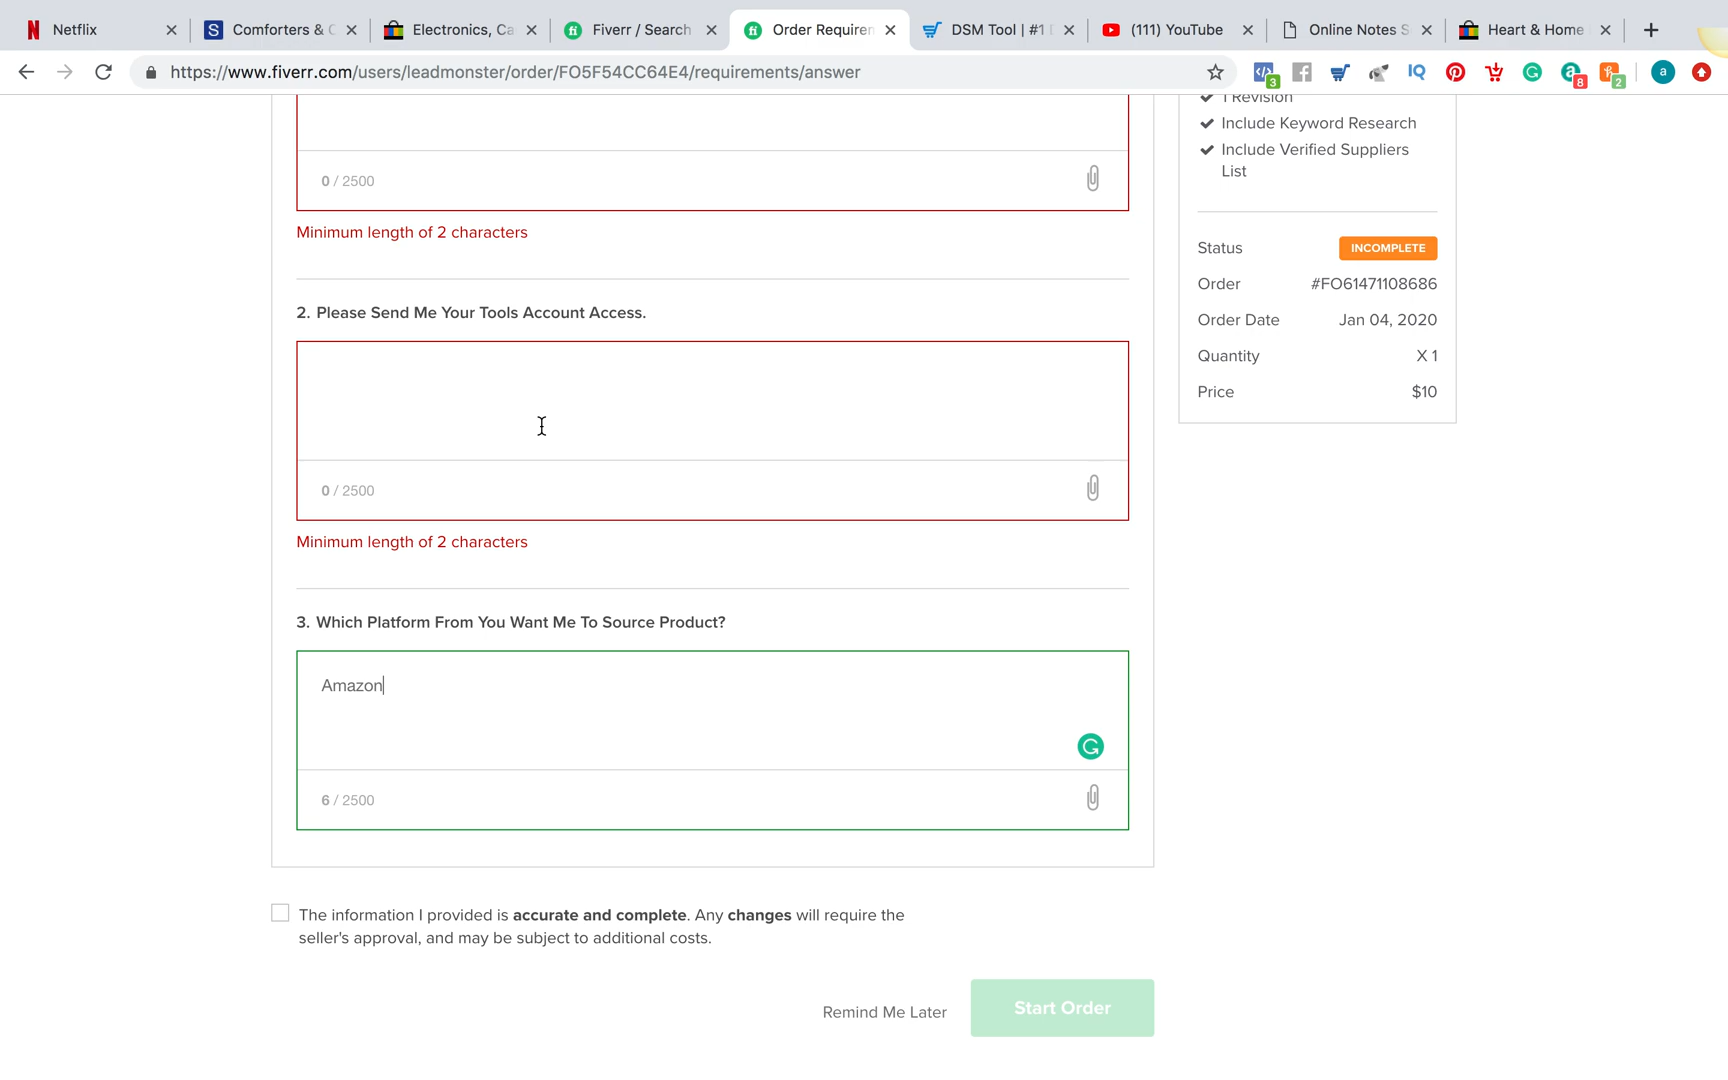 Netflix
Comforters & C
Electronics, Ca
Fiverr / Search
Order Requirem
DSM Tool | #1 D
(111) YouTube
Online Notes S
Heart & Home
https://www.fiverr.com/users/leadmonster/order/FO5F54CC64E4/requirements/answer
3
IQ
8
2
a
1 Revision
Include Keyword Research
Include Verified Suppliers
List
0 / 2500
Minimum length of 2 characters
Status INCOMPLETE
Order #FO61471108686
Order Date Jan 04, 2020
Quantity X 1
Price $10
2. Please Send Me Your Tools Account Access.
0 / 2500
Minimum length of 2 characters
3. Which Platform From You Want Me To Source Product?
Amazon
6 / 2500
The information I provided is accurate and complete. Any changes will require the
seller's approval, and may be subject to additional costs.
Remind Me Later
Start Order